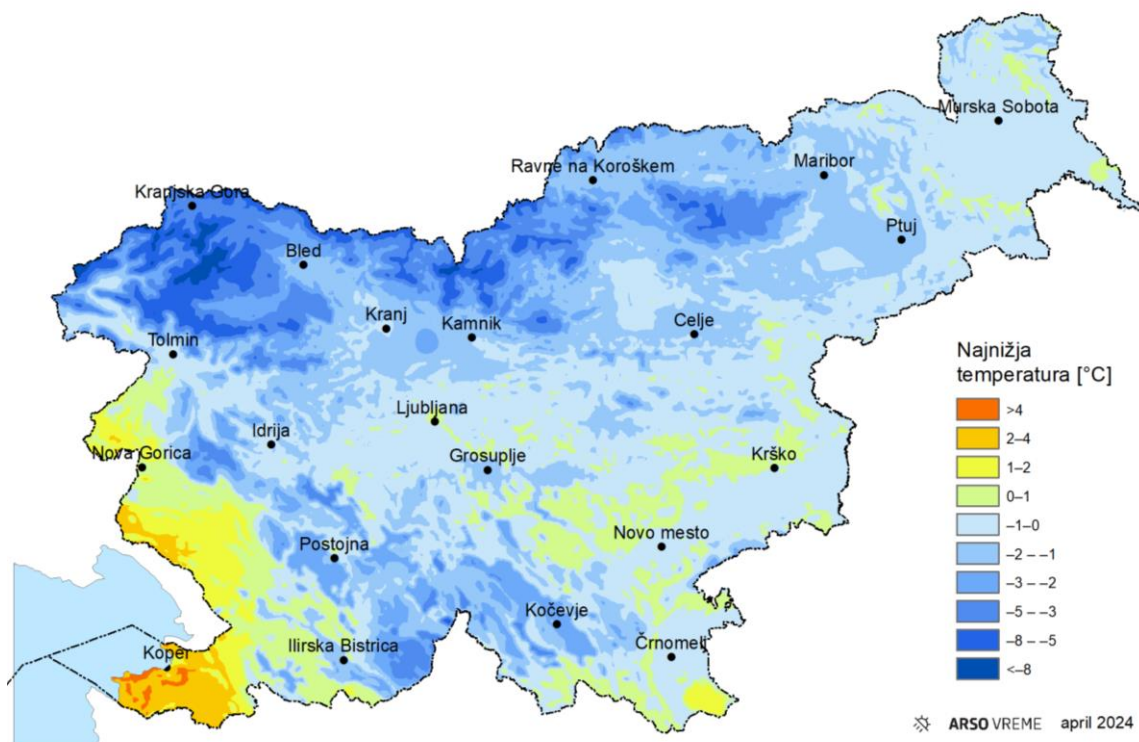 Murska Sobota
Ravne na Koroškem
Maribor
Kranjska Gora
Ptuj
Bled
Kranj
Kamnik
Celje
Tolmin
Ljubljana
Idrija
Nova Gorica
Grosuplje
Krško
Novo mesto
Postojna
Kočevje
Koper
Ilirska Bistrica
Črnomelj
Najnižja
temperatura [°C]
>4
2–4
1–2
0–1
–1–0
–2 – –1
–3 – –2
–5 – –3
–8 – –5
<–8
ARSO VREME april 2024